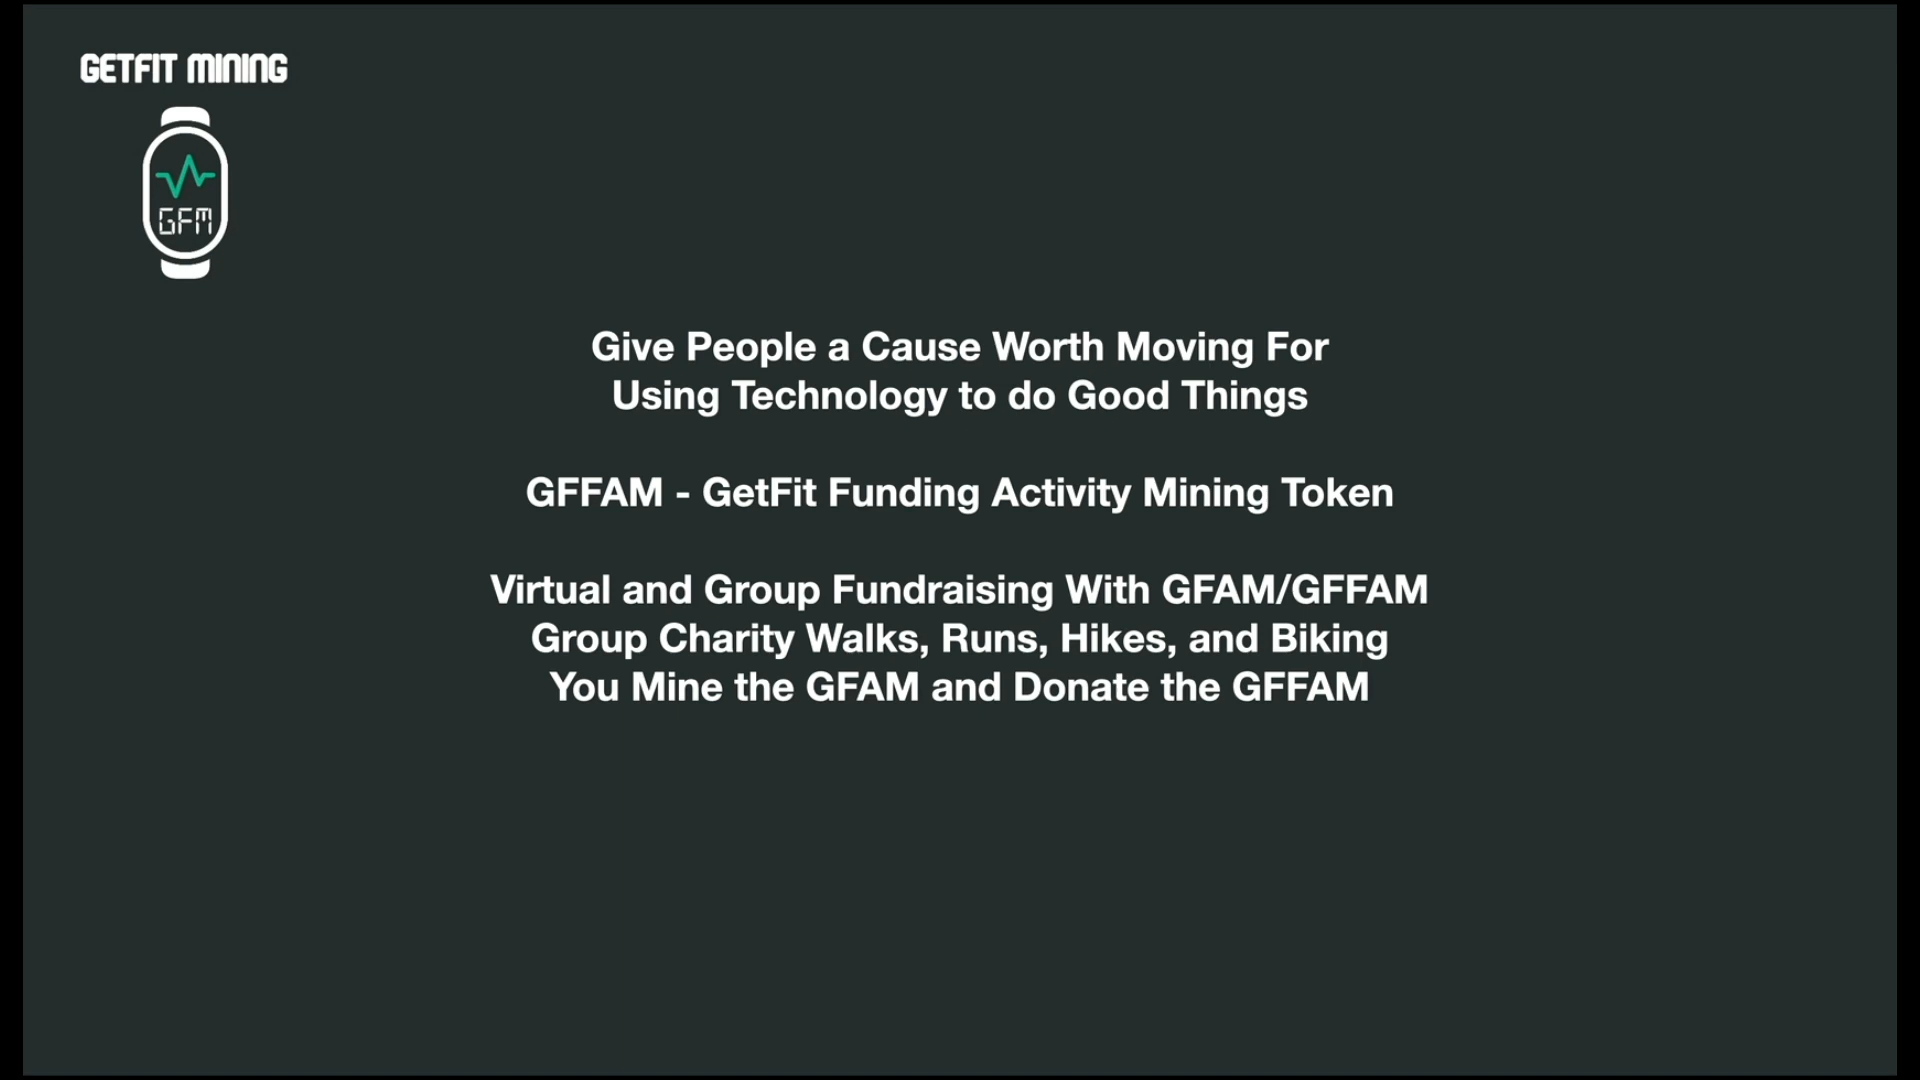 GETFIT MINING
GFM
Give People a Cause Worth Moving For
Using Technology to do Good Things
GFFAM - GetFit Funding Activity Mining Token
Virtual and Group Fundraising With GFAM/GFFAM
Group Charity Walks, Runs, Hikes, and Biking
You Mine the GFAM and Donate the GFFAM